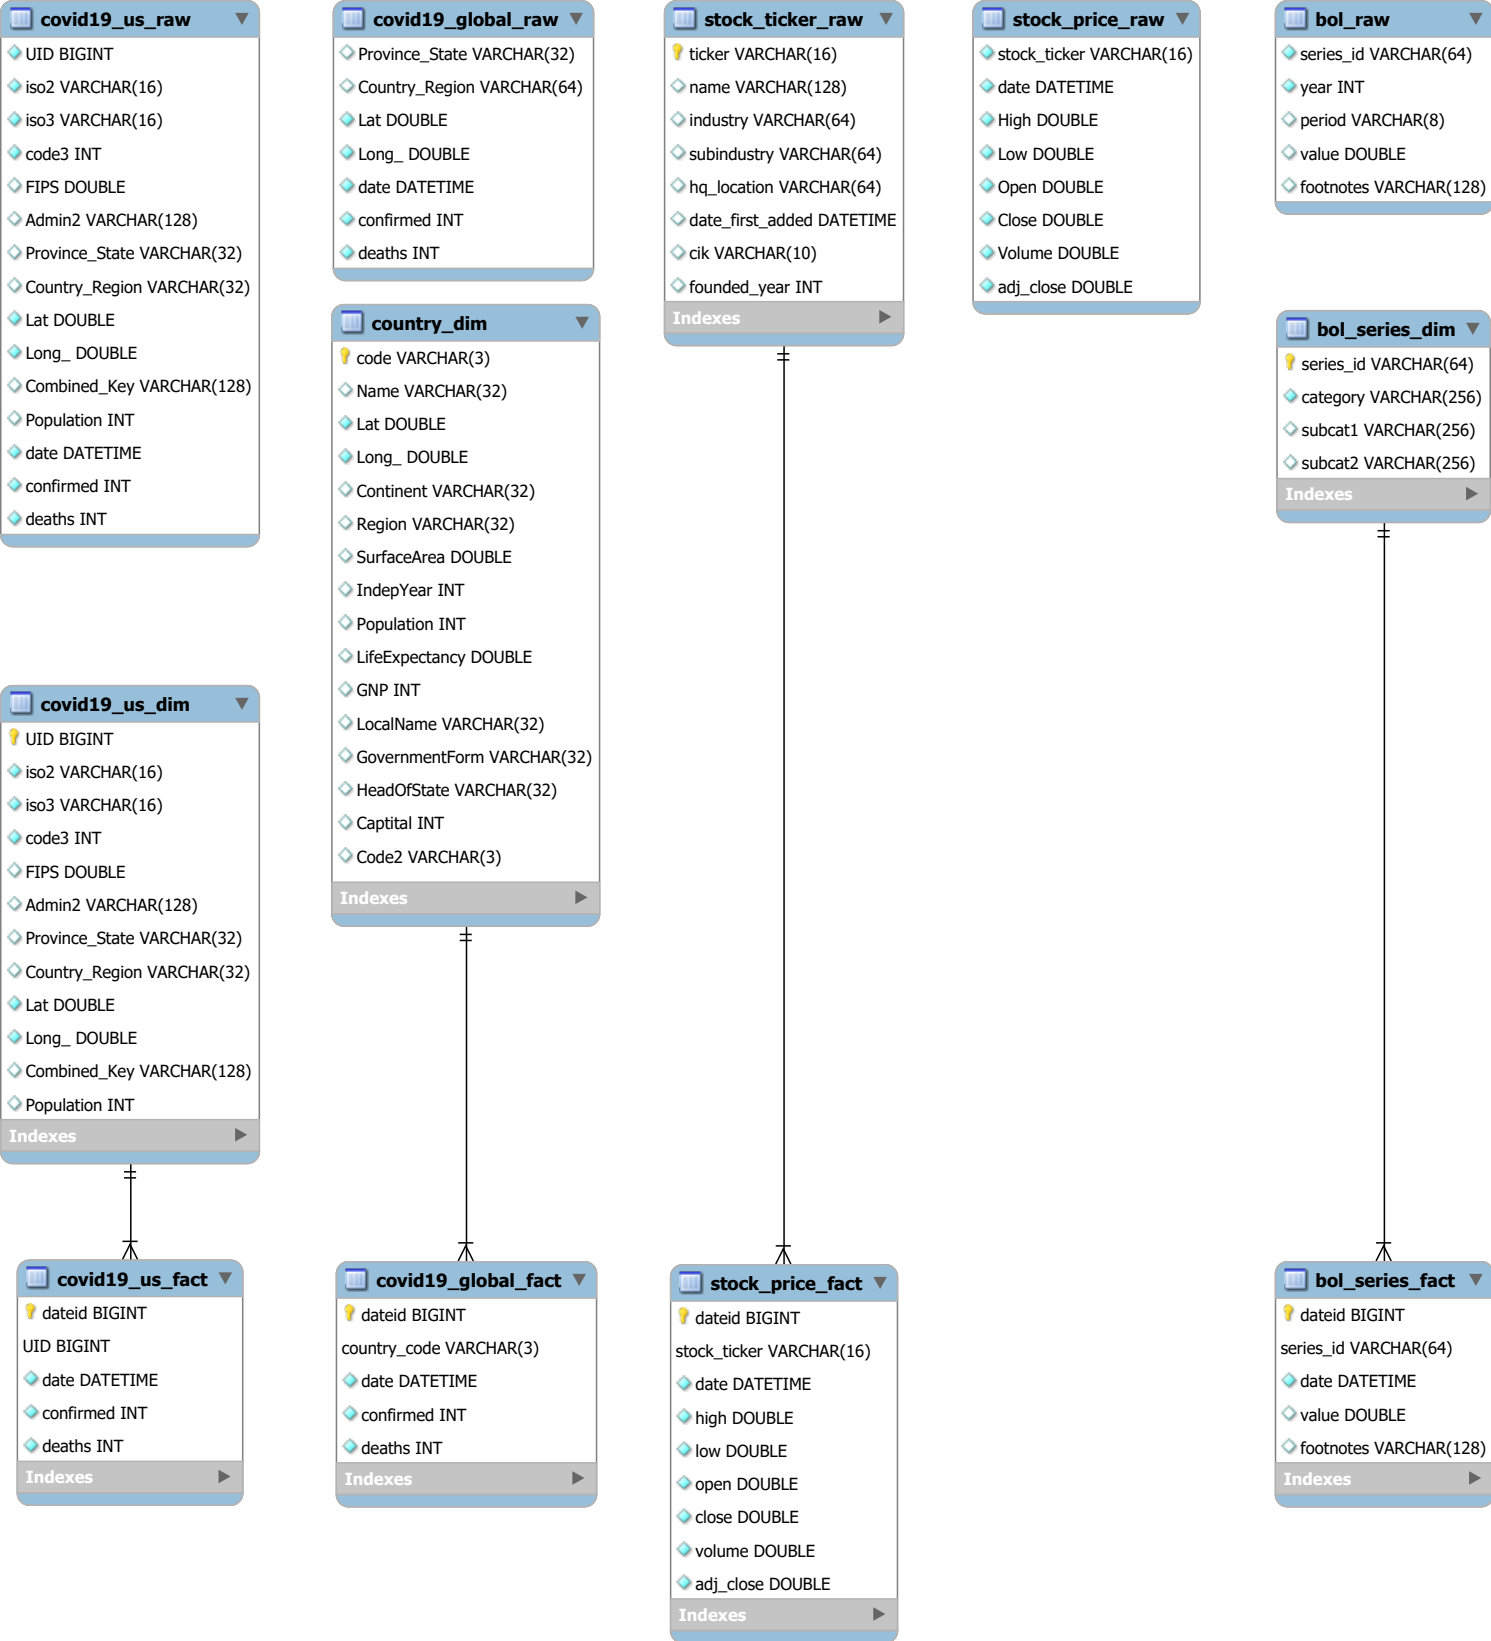 covid19_us_raw
UID BIGINT
iso2 VARCHAR(16)
iso3 VARCHAR(16)
code3 INT
FIPS DOUBLE
Admin2 VARCHAR(128)
Province_State VARCHAR(32)
Country_Region VARCHAR(32)
Lat DOUBLE
Long_ DOUBLE
Combined_Key VARCHAR(128)
Population INT
date DATETIME
confirmed INT
deaths INT
covid19_global_raw
Province_State VARCHAR(32)
Country_Region VARCHAR(64)
Lat DOUBLE
Long_ DOUBLE
date DATETIME
confirmed INT
deaths INT
stock_ticker_raw
ticker VARCHAR(16)
name VARCHAR(128)
industry VARCHAR(64)
subindustry VARCHAR(64)
hq_location VARCHAR(64)
date_first_added DATETIME
cik VARCHAR(10)
founded_year INT
Indexes
stock_price_raw
stock_ticker VARCHAR(16)
date DATETIME
High DOUBLE
Low DOUBLE
Open DOUBLE
Close DOUBLE
Volume DOUBLE
adj_close DOUBLE
bol_raw
series_id VARCHAR(64)
year INT
period VARCHAR(8)
value DOUBLE
footnotes VARCHAR(128)
country_dim
code VARCHAR(3)
Name VARCHAR(32)
Lat DOUBLE
Long_ DOUBLE
Continent VARCHAR(32)
Region VARCHAR(32)
SurfaceArea DOUBLE
IndepYear INT
Population INT
LifeExpectancy DOUBLE
GNP INT
LocalName VARCHAR(32)
GovernmentForm VARCHAR(32)
HeadOfState VARCHAR(32)
Captital INT
Code2 VARCHAR(3)
Indexes
bol_series_dim
series_id VARCHAR(64)
category VARCHAR(256)
subcat1 VARCHAR(256)
subcat2 VARCHAR(256)
Indexes
covid19_us_dim
UID BIGINT
iso2 VARCHAR(16)
iso3 VARCHAR(16)
code3 INT
FIPS DOUBLE
Admin2 VARCHAR(128)
Province_State VARCHAR(32)
Country_Region VARCHAR(32)
Lat DOUBLE
Long_ DOUBLE
Combined_Key VARCHAR(128)
Population INT
Indexes
covid19_us_fact
dateid BIGINT
UID BIGINT
date DATETIME
confirmed INT
deaths INT
Indexes
covid19_global_fact
dateid BIGINT
country_code VARCHAR(3)
date DATETIME
confirmed INT
deaths INT
Indexes
stock_price_fact
dateid BIGINT
stock_ticker VARCHAR(16)
date DATETIME
high DOUBLE
low DOUBLE
open DOUBLE
close DOUBLE
volume DOUBLE
adj_close DOUBLE
Indexes
bol_series_fact
dateid BIGINT
series_id VARCHAR(64)
date DATETIME
value DOUBLE
footnotes VARCHAR(128)
Indexes